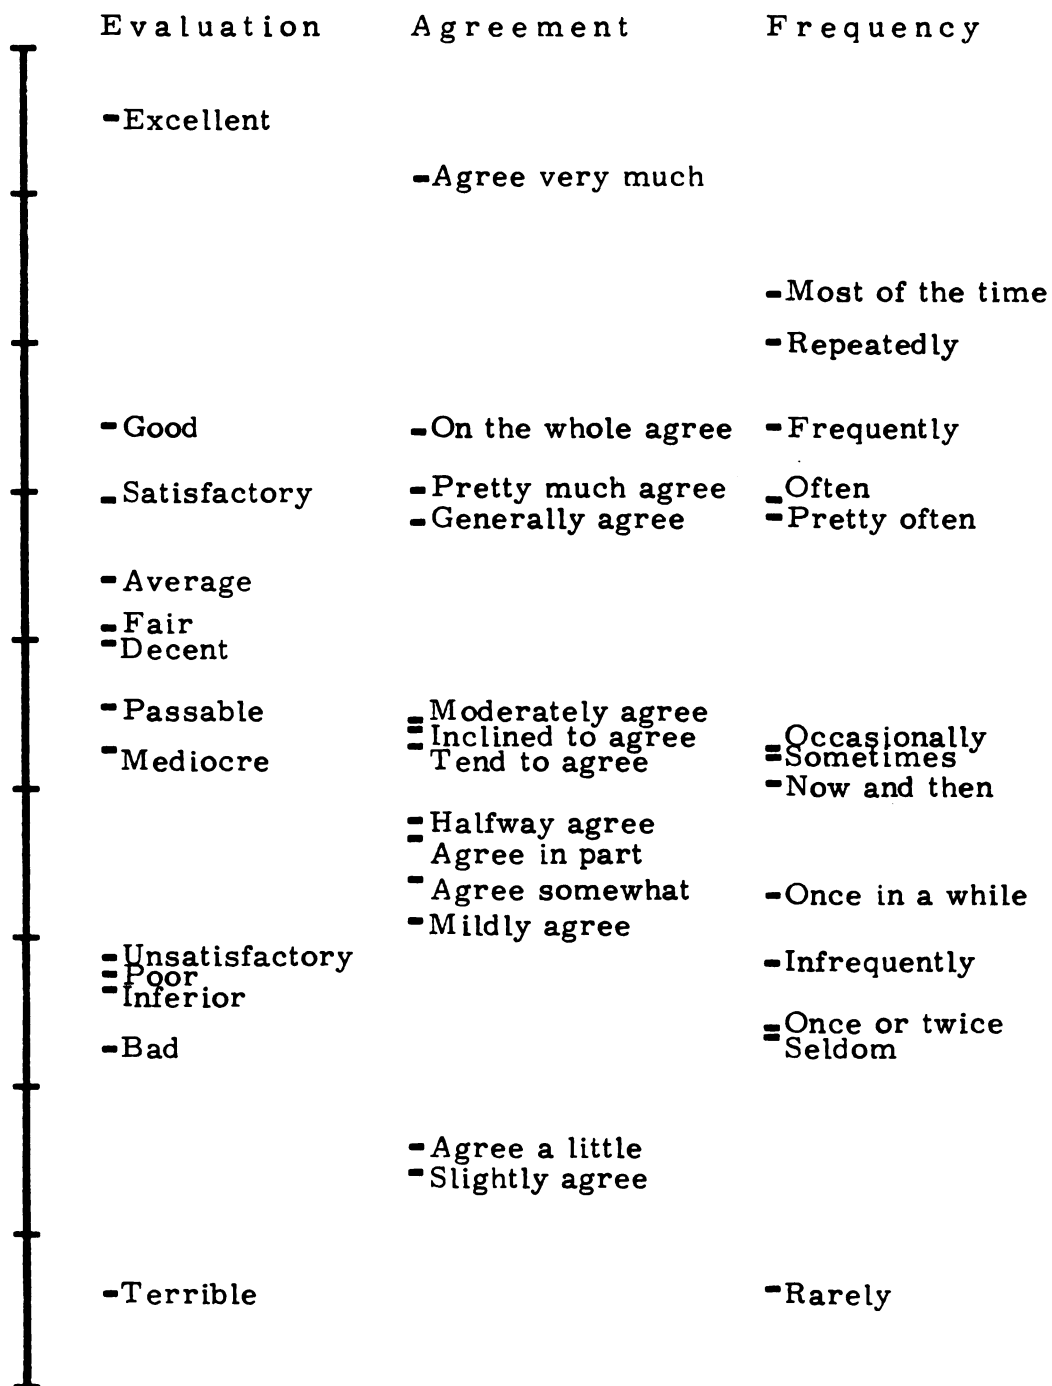 Evaluation Agreement Frequency
Excellent
Agree very much
Most of the time
Repeatedly
Good On the whole agree Frequently
Satisfactory Pretty much agree Often
Generally agree Pretty often
Average
Fair
Decent
Passable Moderately agree
Inclined to agree Occasionally
Mediocre Tend to agree Sometimes
Now and then
Halfway agree
Agree in part
Agree somewhat Once in a while
Mildly agree
Unsatisfactory Infrequently
Poor
Inferior
Once or twice
Bad Seldom
Agree a little
Slightly agree
Terrible Rarely